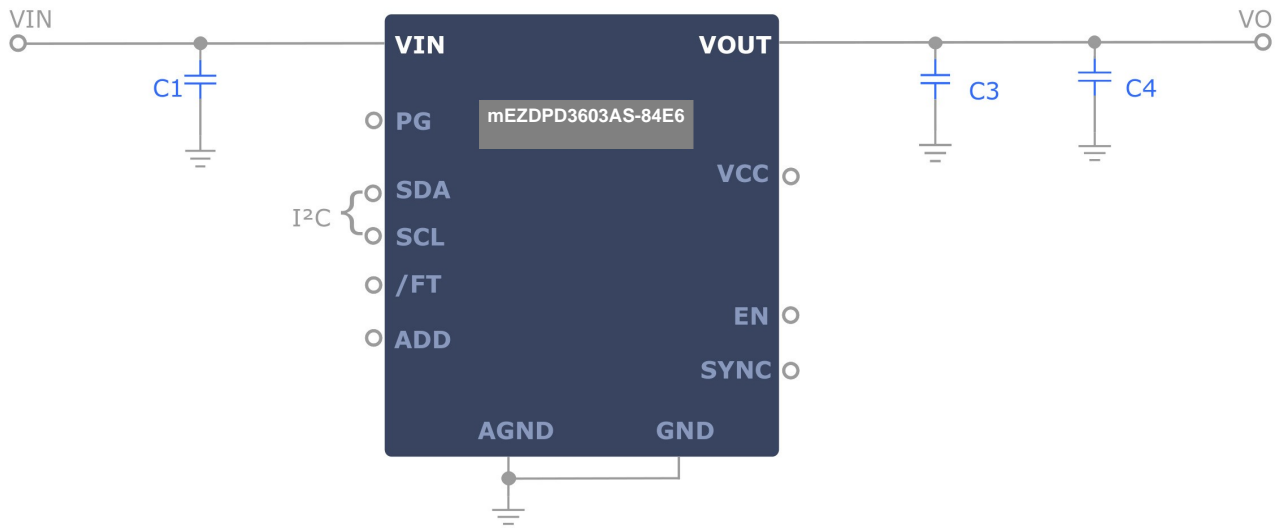 VIN
VO
VIN
VOUT
C1
C3
C4
mEZDPD3603AS-84E6
PG
VCC
SDA
I²C
SCL
/FT
EN
ADD
SYNC
AGND
GND